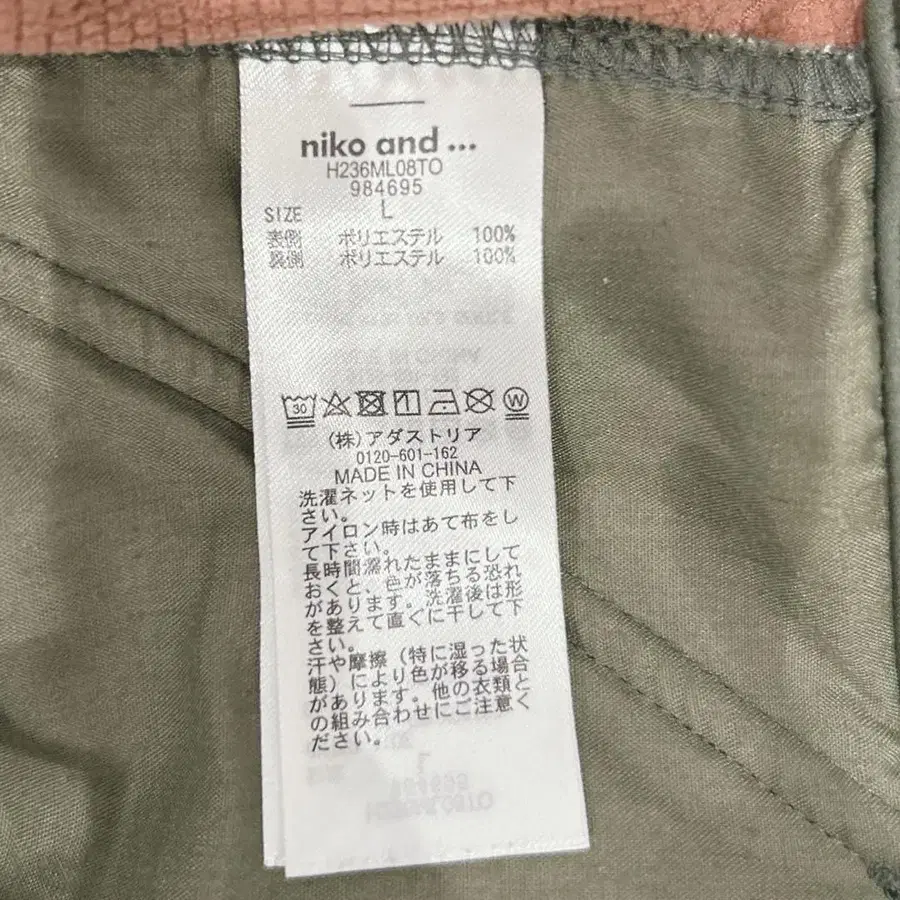 niko and ...
H236ML08TO
984695
SIZE L
表側 ポリエステル 100%
裏側 ポリエステル 100%
30 W
(株)アダストリア
0120-601-162
MADE IN CHINA
洗濯ネットを使用して下
さい。
アイロン時はあて布をし
て下さい。
長時間濡れたままにして
おくと、色が落ちる恐れ
があります。洗濯後は形
を整えて直ぐに干して下
さい。
汗や摩擦(特に湿った状
態)により色が移る場合
があります。他の衣類と
の組み合わせにご注意く
ださい。